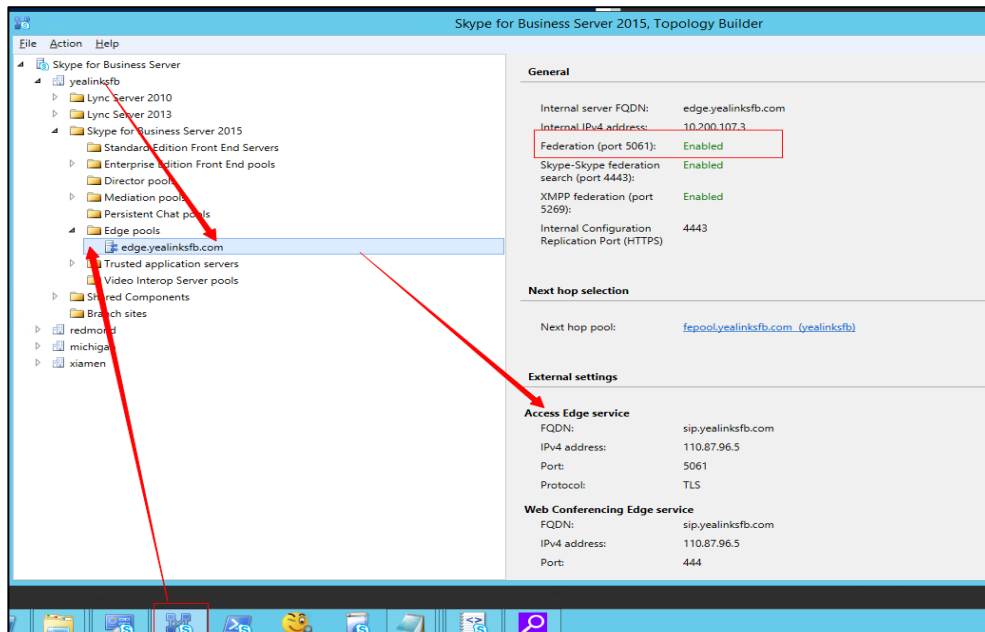 Skype for Business Server 2015, Topology Builder
File Action Help
Skype for Business Server
yealinksfb
Lync Server 2010
Lync Server 2013
Skype for Business Server 2015
Standard Edition Front End Servers
Enterprise Edition Front End pools
Director pools
Mediation pools
Persistent Chat pools
Edge pools
edge.yealinksfb.com
Trusted application servers
Video Interop Server pools
Shared Components
Branch sites
redmond
michigan
xiamen
General
Internal server FQDN: edge.yealinksfb.com
Internal IPv4 address: 10.200.107.3
Federation (port 5061): Enabled
Skype-Skype federation Enabled
search (port 4443):
XMPP federation (port Enabled
5269):
Internal Configuration 4443
Replication Port (HTTPS)
Next hop selection
Next hop pool: fepool.yealinksfb.com (yealinksfb)
External settings
Access Edge service
FQDN: sip.yealinksfb.com
IPv4 address: 110.87.96.5
Port: 5061
Protocol: TLS
Web Conferencing Edge service
FQDN: sip.yealinksfb.com
IPv4 address: 110.87.96.5
Port: 444